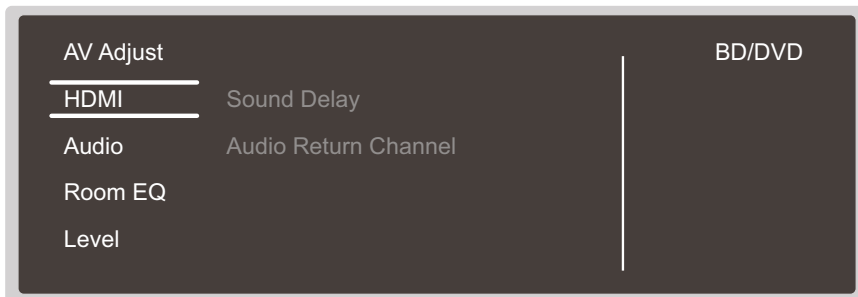 AV Adjust BD/DVD
HDMI Sound Delay
Audio Audio Return Channel
Room EQ
Level